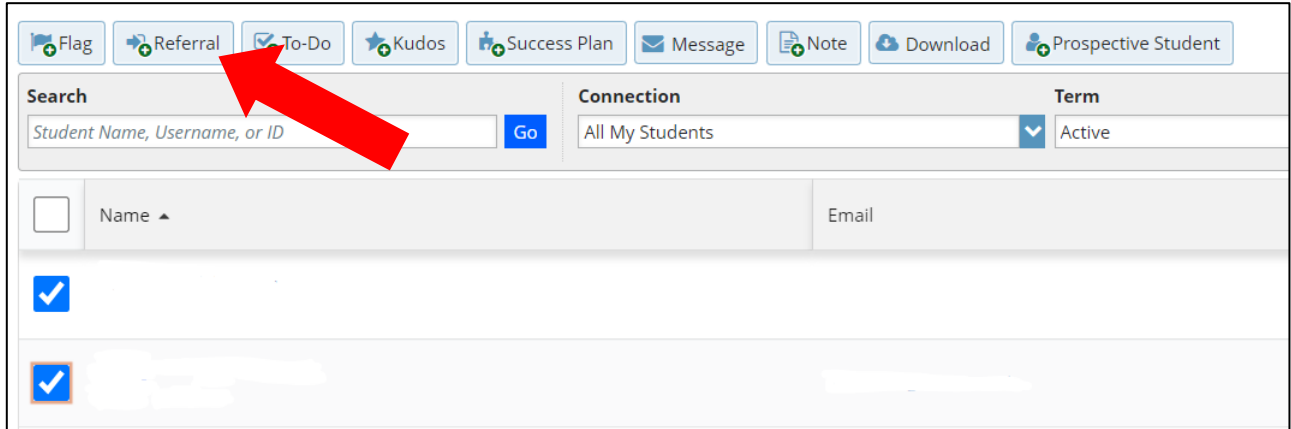 Flag Referral To-Do Kudos Success Plan Message Note Download Prospective Student
Search Connection Term
Student Name, Username, or ID Go All My Students Active
Name Email